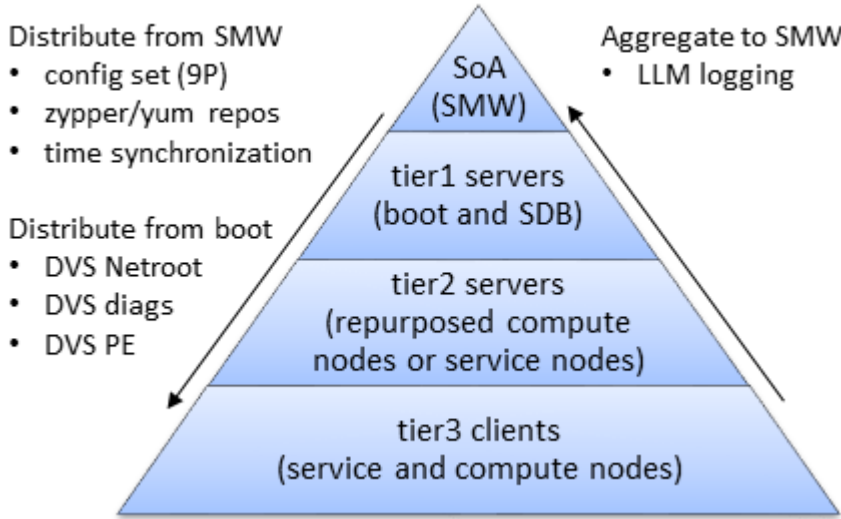 Distribute from SMW
• config set (9P)
• zypper/yum repos
• time synchronization
Distribute from boot
• DVS Netroot
• DVS diags
• DVS PE
Aggregate to SMW
• LLM logging
SoA
(SMW)
tier1 servers
(boot and SDB)
tier2 servers
(repurposed compute
nodes or service nodes)
tier3 clients
(service and compute nodes)